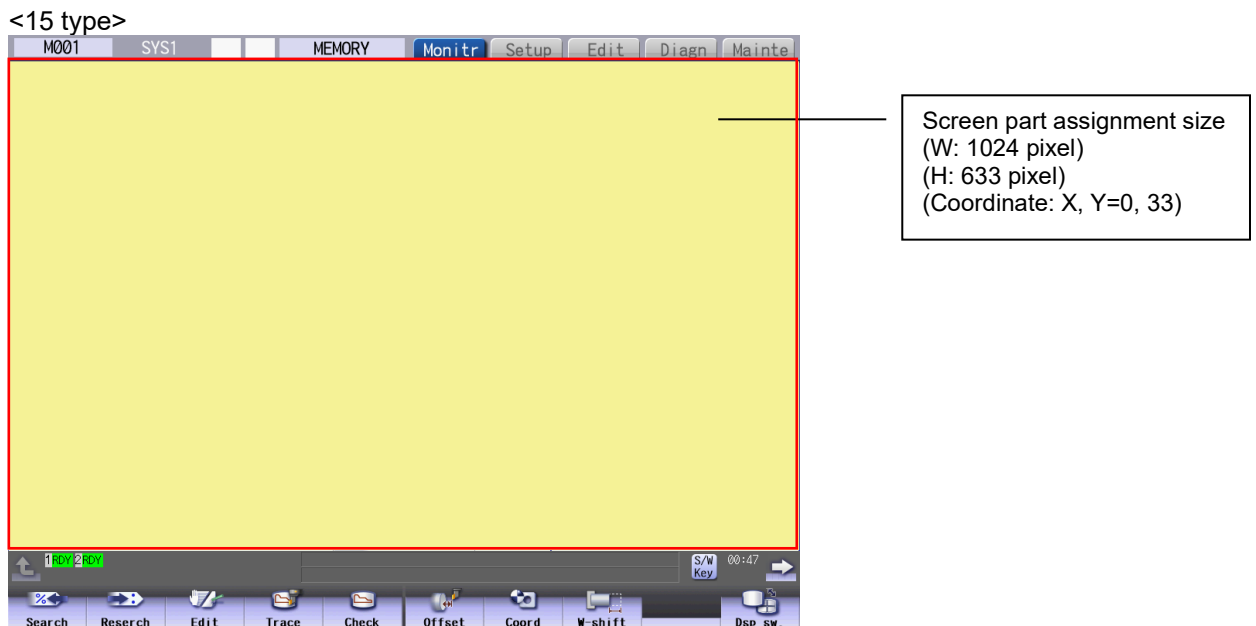 <15 type>
M001 SYS1 MEMORY Monitr Setup Edit Diagn Mainte
Screen part assignment size
(W: 1024 pixel)
(H: 633 pixel)
(Coordinate: X, Y=0, 33)
1RDY 2RDY
S/W 00:47
Key
Search Reserch Edit Trace Check Offset Coord W-shift Dsp sw.